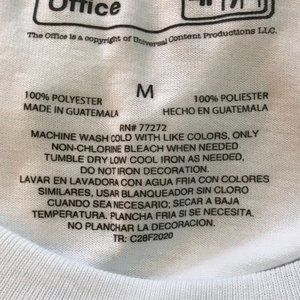 Office
The Office is a copyright of Universal Content Productions LLC.
M
100% POLYESTER
MADE IN GUATEMALA
100% POLYESTER
HECHO EN GUATEMALA
RN# 77272
MACHINE WASH COLD WITH LIKE COLORS, ONLY
NON-CHLORINE BLEACH WHEN NEEDED
TUMBLE DRY LOW COOL IRON AS NEEDED,
DO NOT IRON DECORATION.
LAVAR EN LAVADORA CON AGUA FRIA CON COLORES
SIMILARES, USAR BLANQUEADOR SIN CLORO
CUANDO SEA NECESARIO; SECAR A BAJA
TEMPERATURA. PLANCHA FRIA SI SE NECESITA.
NO PLANCHAR LA DECORACION.
TR: C28F2020